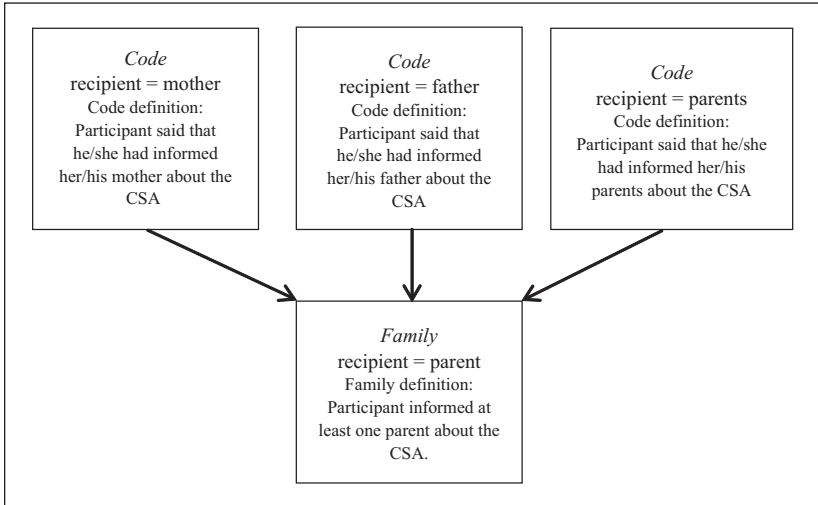 Code
recipient = mother
Code definition:
Participant said that
he/she had informed
her/his mother about the
CSA
Code
recipient = father
Code definition:
Participant said that
he/she had informed
her/his father about the
CSA
Code
recipient = parents
Code definition:
Participant said that he/she
had informed her/his
parents about the CSA
Family
recipient = parent
Family definition:
Participant informed at
least one parent about the
CSA.